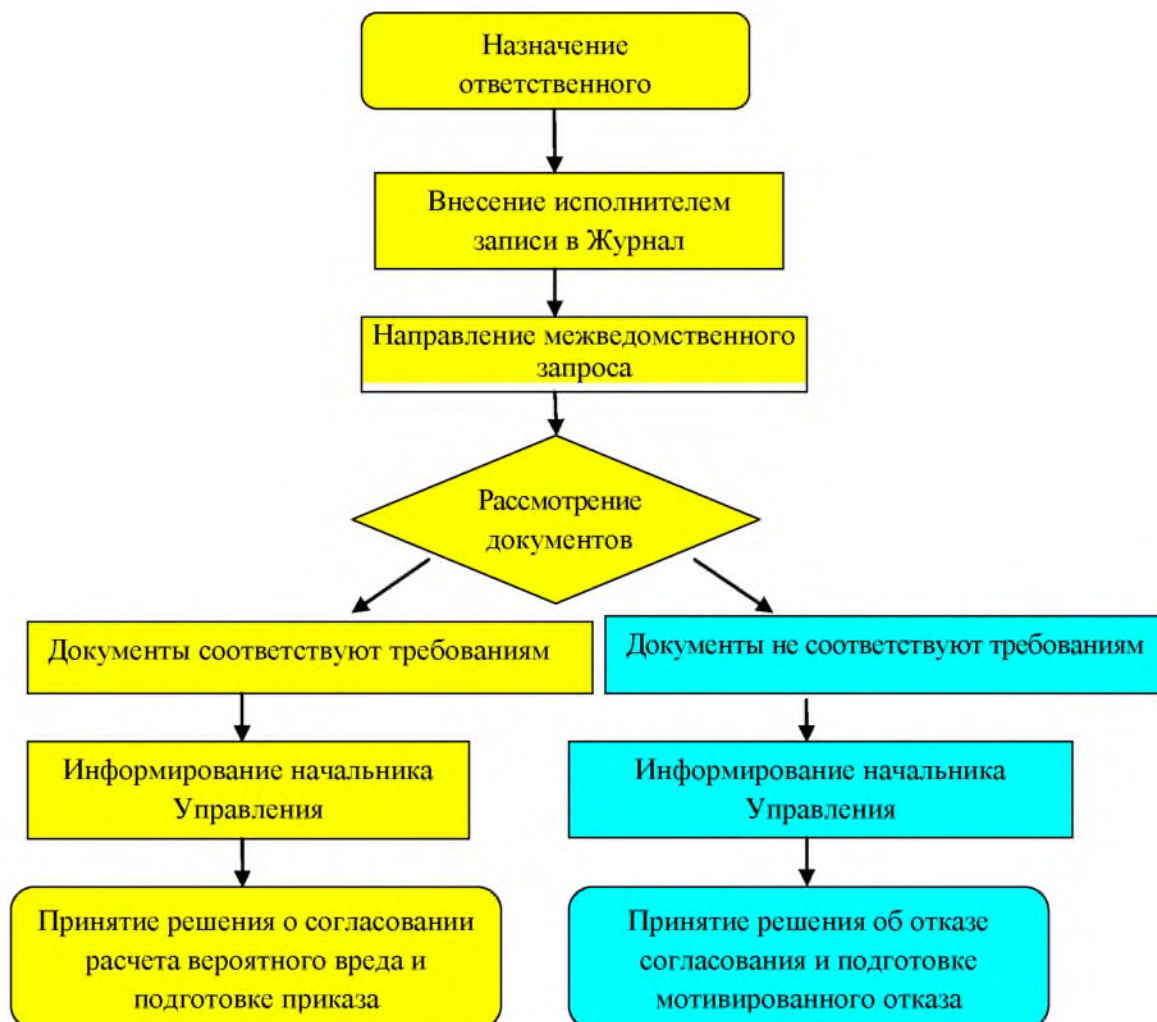 Назначение
ответственного
Внесение исполнителем
записи в Журнал
Направление межведомственного
запроса
Рассмотрение
документов
Документы соответствуют требованиям
Документы не соответствуют требованиям
Информирование начальника
Управления
Информирование начальника
Управления
Принятие решения о согласовании
расчета вероятного вреда и
подготовке приказа
Принятие решения об отказе
согласования и подготовке
мотивированного отказа